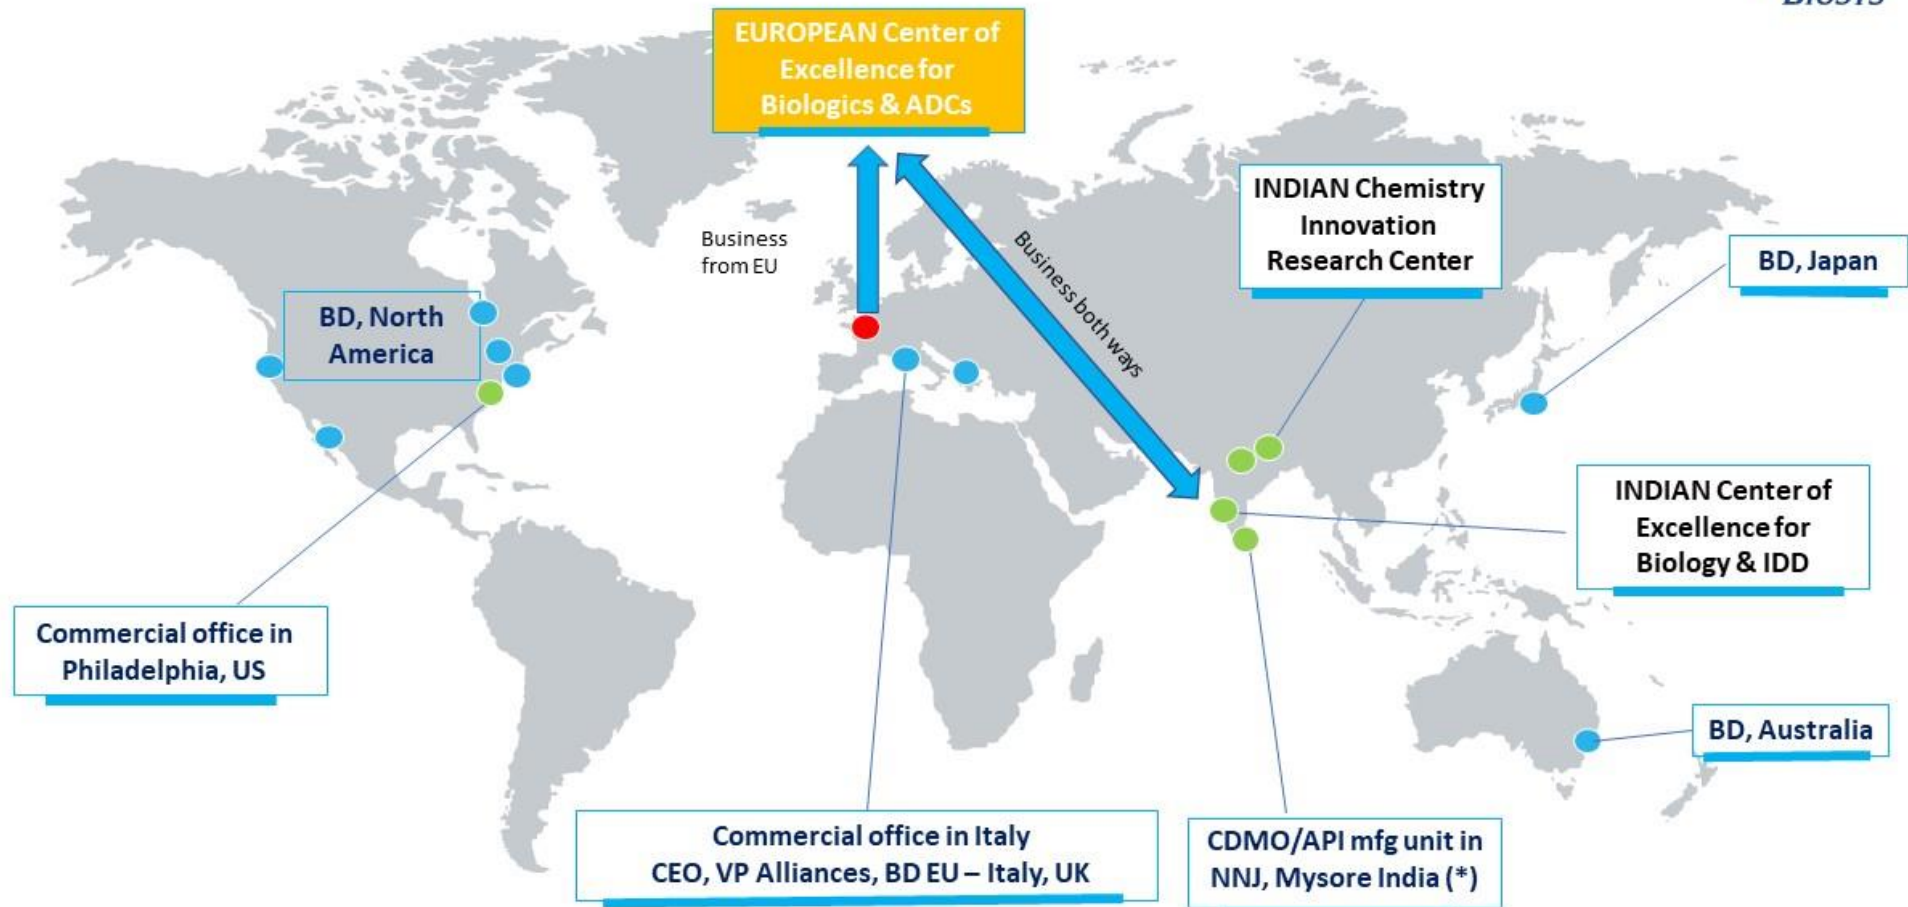 EUROPEAN Center of
Excellence for
Biologics & ADCs
INDIAN Chemistry
Innovation
Research Center
Business
from EU
Business both ways
BD, Japan
BD, North
America
INDIAN Center of
Excellence for
Biology & IDD
Commercial office in
Philadelphia, US
BD, Australia
Commercial office in Italy
CEO, VP Alliances, BD EU – Italy, UK
CDMO/API mfg unit in
NNJ, Mysore India (*)